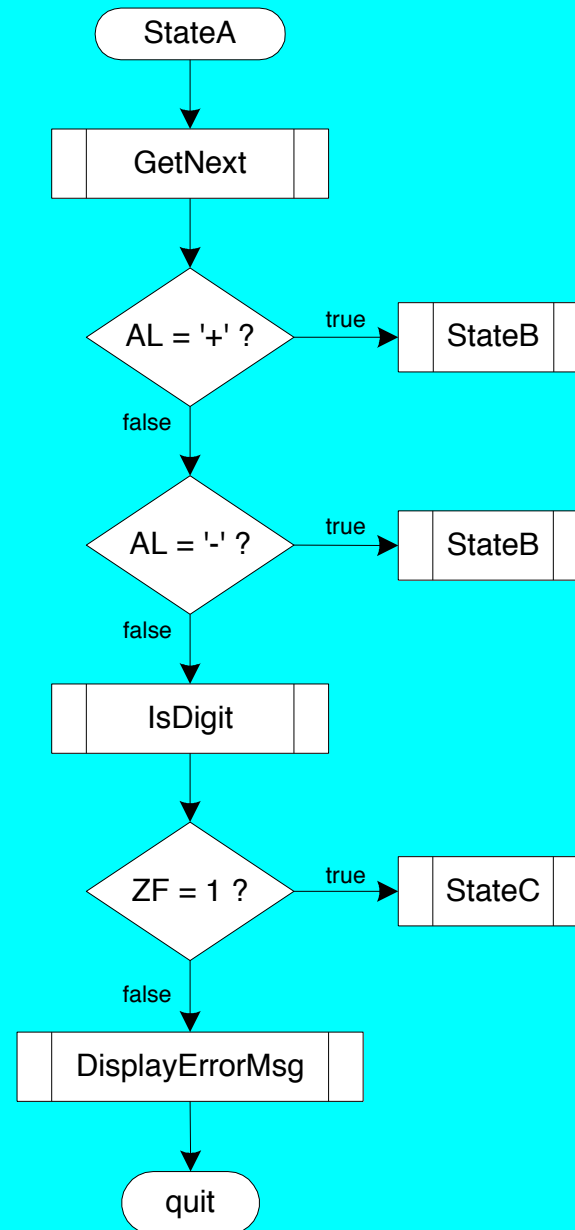 StateA
GetNext
AL = '+' ?
true
StateB
false
AL = '-' ?
true
StateB
false
IsDigit
ZF = 1 ?
true
StateC
false
DisplayErrorMsg
quit